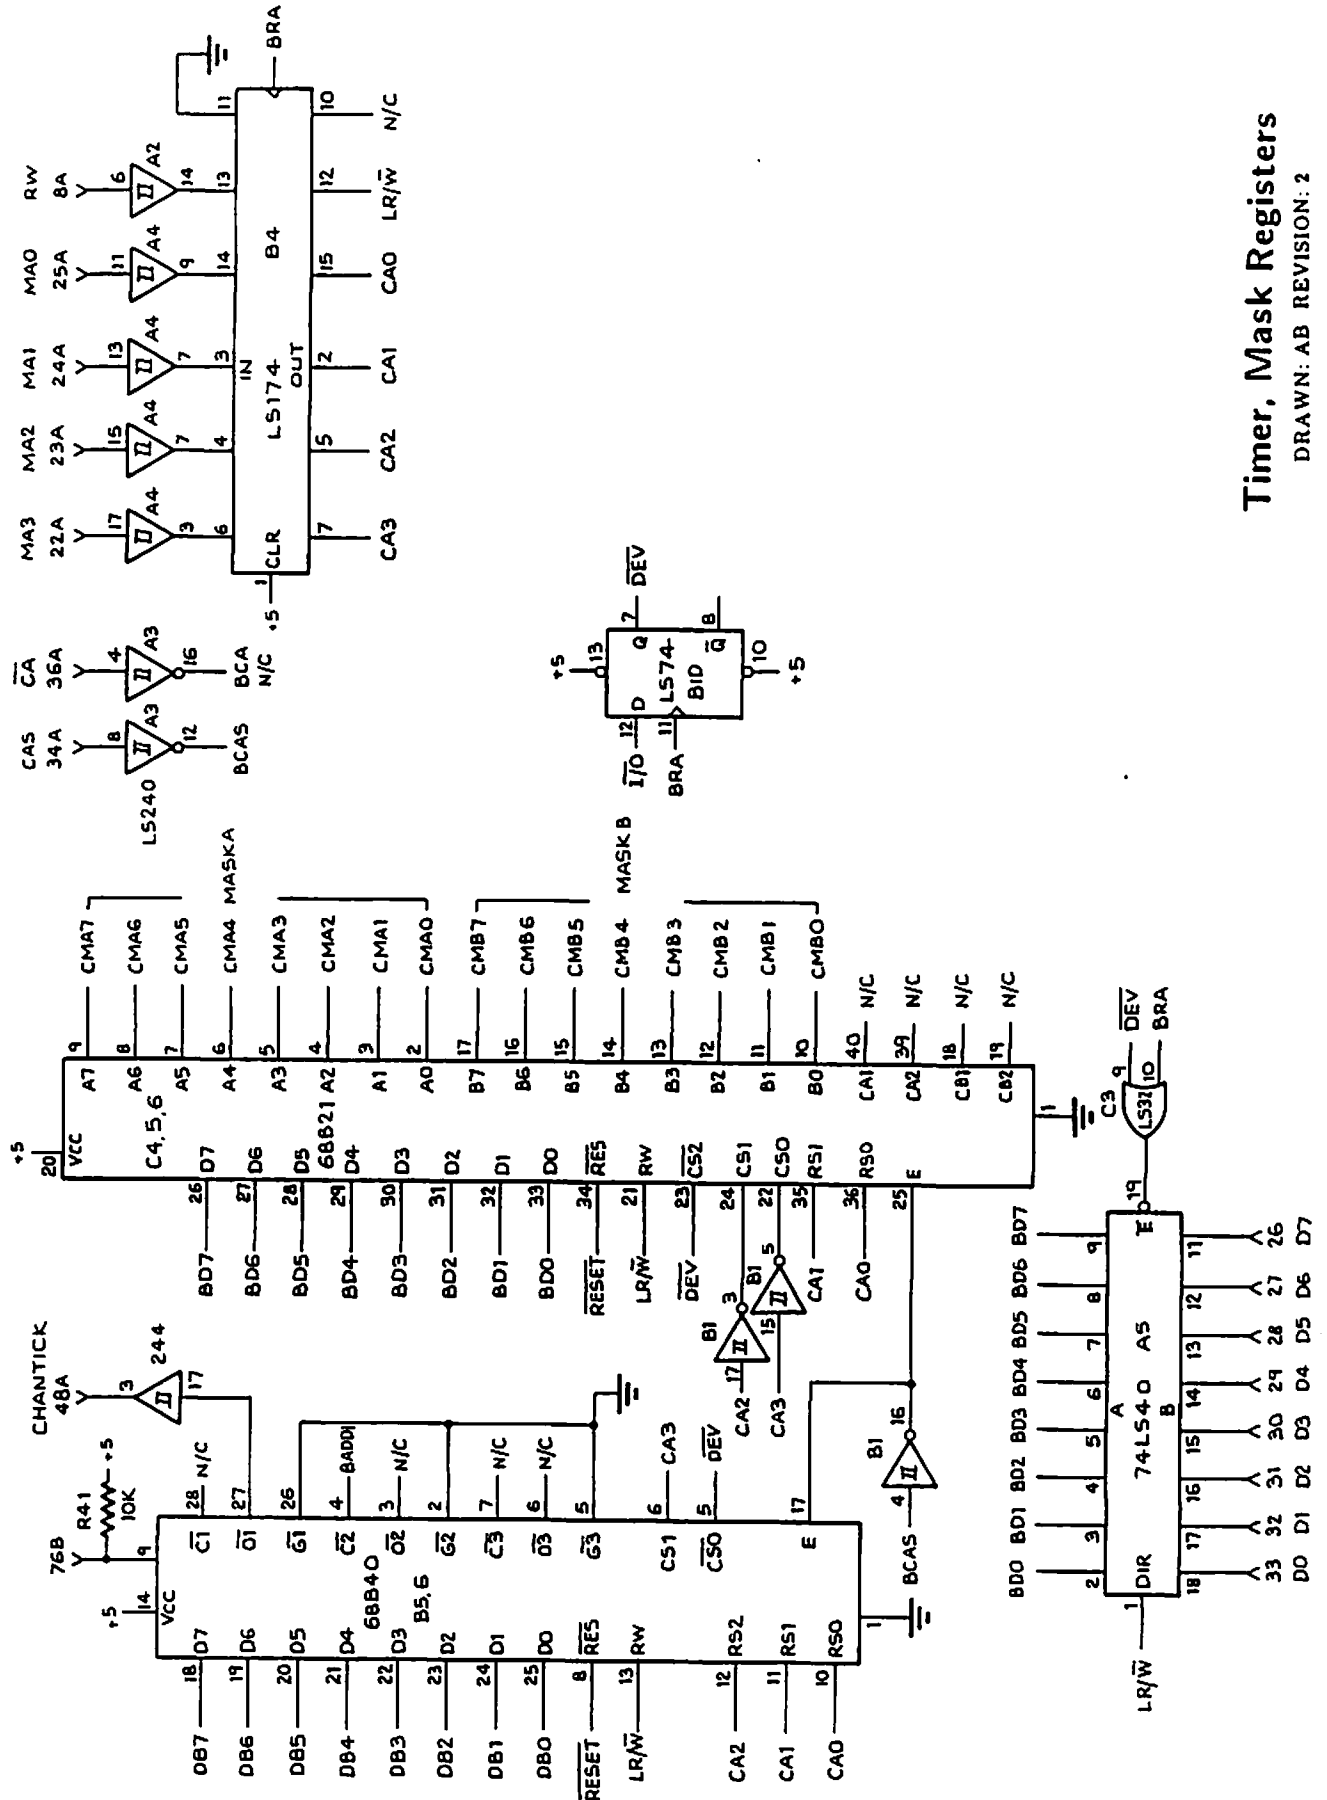 Timer, Mask Registers
DRAWN: AB REVISION: 2
RW
8A
6
A2
14
13
MA0
25A
11
A4
9
14
MA1
24A
13
A4
7
3
MA2
23A
15
A4
7
4
MA3
22A
17
A4
3
6
11
BRA
IN
LS174
B4
OUT
CLR
1
+5
10
N/C
12
LR/W
15
CA0
2
CA1
5
CA2
7
CA3
CA
36A
4
A3
16
BCA
N/C
CAS
34A
8
A3
12
BCAS
LS240
+5
13
I/O
12
D
Q
7
DEV
LS74
B1D
BRA
11
Q
8
10
+5
+5
20
VCC
C4,5,6
68B21
A7
9
CMA7
A6
8
CMA6
A5
7
CMA5
A4
6
CMA4
MASKA
A3
5
CMA3
A2
4
CMA2
A1
3
CMA1
A0
2
CMA0
B7
17
CMB7
B6
16
CMB6
B5
15
CMB5
B4
14
CMB4
MASK B
B3
13
CMB3
B2
12
CMB2
B1
11
CMB1
B0
10
CMB0
CA1
40
N/C
CA2
39
N/C
CB1
18
N/C
CB2
19
N/C
1
BD7
26
D7
BD6
27
D6
BD5
28
D5
BD4
29
D4
BD3
30
D3
BD2
31
D2
BD1
32
D1
BD0
33
D0
RESET
34
RES
LR/W
21
RW
DEV
23
CS2
CA2
17
B1
3
24
CS1
CA3
15
B1
5
22
CS0
CA1
35
RS1
CA0
36
RS0
25
E
BCAS
4
B1
16
CHANTICK
48A
3
244
17
76B
R41
10K
+5
9
+5
14
VCC
68B40
B5,6
C1
28
N/C
O1
27
G1
26
C2
4
BADD1
O2
3
N/C
G2
2
C3
7
N/C
O3
6
N/C
G3
5
CS1
6
CA3
CS0
5
DEV
E
17
1
DB7
18
D7
DB6
19
D6
DB5
20
D5
DB4
21
D4
DB3
22
D3
DB2
23
D2
DB1
24
D1
DB0
25
D0
RESET
8
RES
LR/W
13
RW
CA2
12
RS2
CA1
11
RS1
CA0
10
RS0
DEV
9
BRA
10
C3
LS32
19
E
74LS40
A5
A
B
DIR
1
LR/W
BD7
9
BD6
8
BD5
7
BD4
6
BD3
5
BD2
4
BD1
3
BD0
2
11
26
D7
12
27
D6
13
28
D5
14
29
D4
15
30
D3
16
31
D2
17
32
D1
18
33
D0